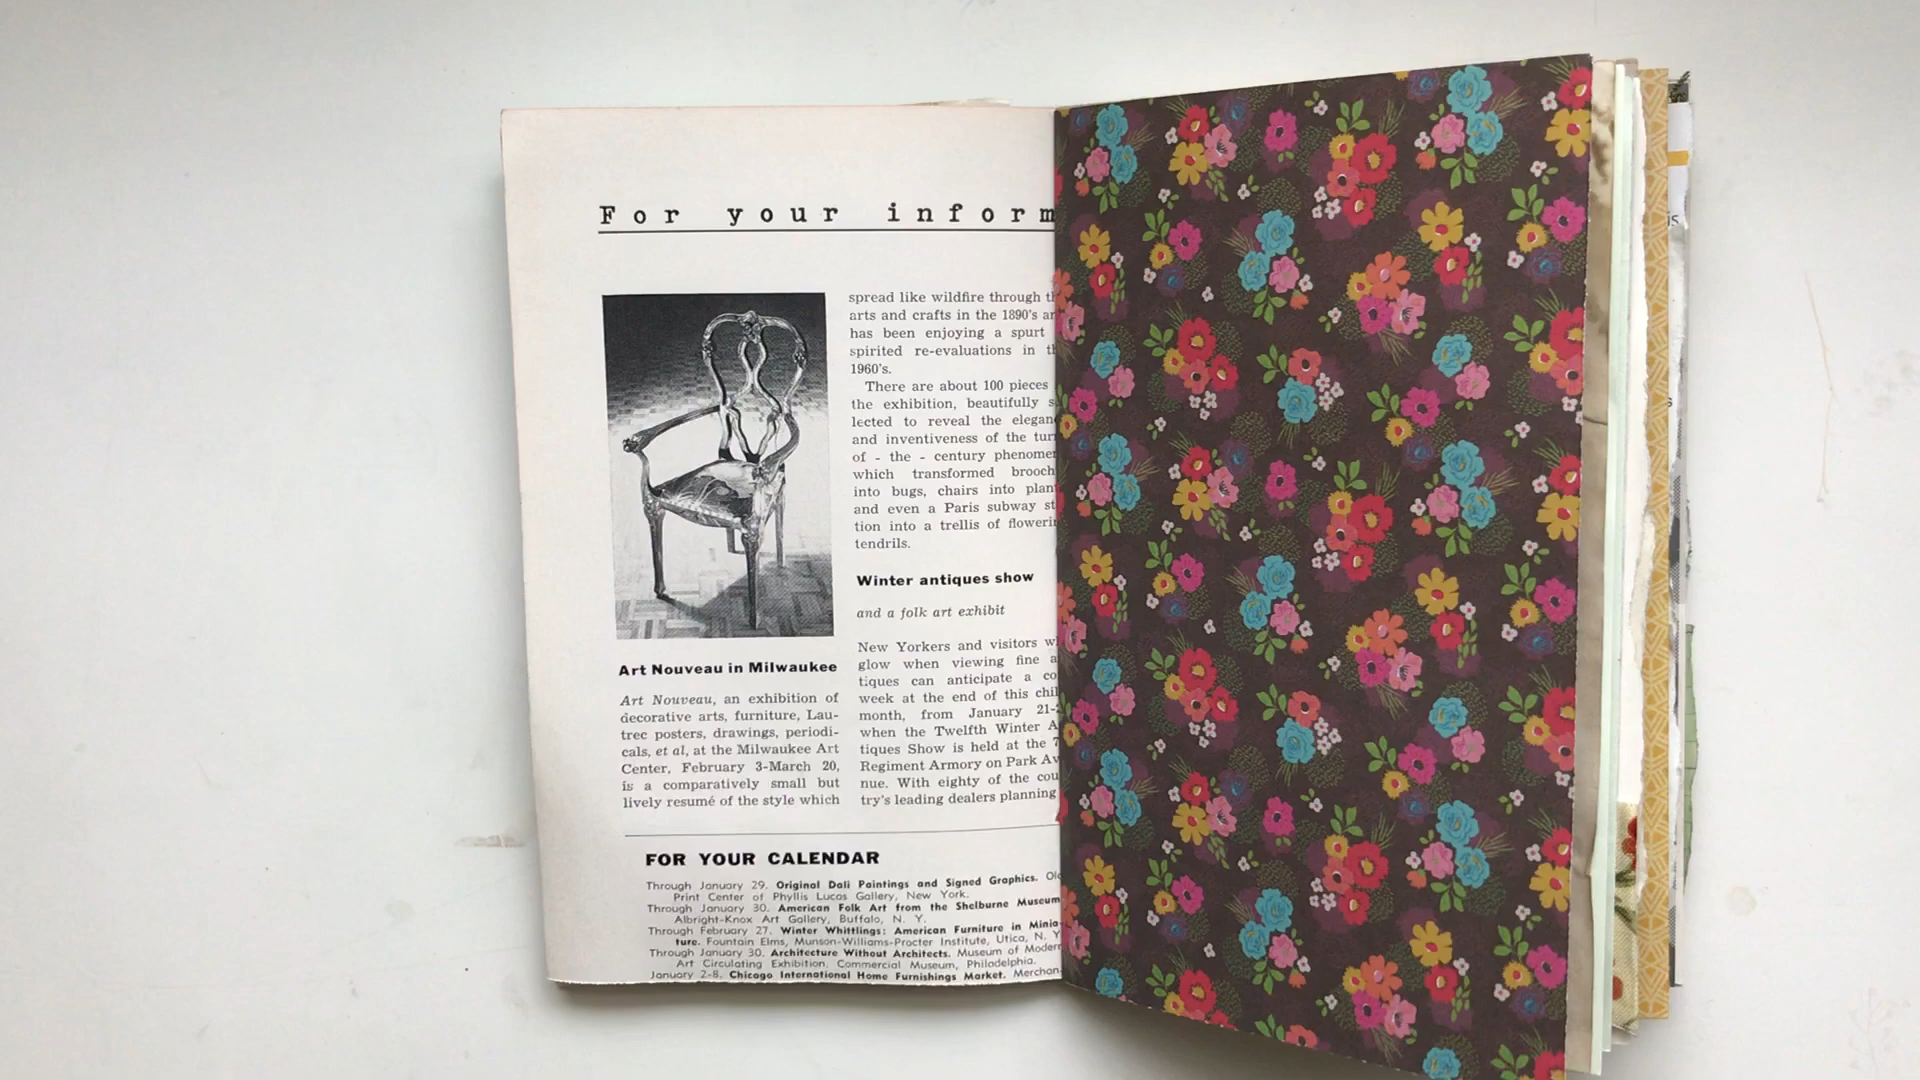 For your inform
Art Nouveau in Milwaukee
Art Nouveau, an exhibition of
decorative arts, furniture, Lau-
trec posters, drawings, periodi-
cals, et al, at the Milwaukee Art
Center, February 3-March 20,
is a comparatively small but
lively resumé of the style which
spread like wildfire through th
arts and crafts in the 1890's an
has been enjoying a spurt
spirited re-evaluations in th
1960's.
There are about 100 pieces
the exhibition, beautifully s
lected to reveal the elegan
and inventiveness of the turn
of - the - century phenomen
which transformed brooch
into bugs, chairs into plan
and even a Paris subway st
tion into a trellis of floweri
tendrils.
Winter antiques show
and a folk art exhibit
New Yorkers and visitors w
glow when viewing fine a
tiques can anticipate a co
week at the end of this chil
month, from January 21-
when the Twelfth Winter A
tiques Show is held at the 7
Regiment Armory on Park Av
nue. With eighty of the cou
try's leading dealers planning
FOR YOUR CALENDAR
Through January 29. Original Dali Paintings and Signed Graphics. Old
Print Center of Phyllis Lucas Gallery, New York.
Through January 30. American Folk Art from the Shelburne Museum
Albright-Knox Art Gallery, Buffalo, N. Y.
Through February 27. Winter Whittlings: American Furniture in Minia-
ture. Fountain Elms, Munson-Williams-Procter Institute, Utica, N. Y
Through January 30. Architecture Without Architects. Museum of Modern
Art Circulating Exhibition. Commercial Museum, Philadelphia.
January 2-8. Chicago International Home Furnishings Market. Merchan-